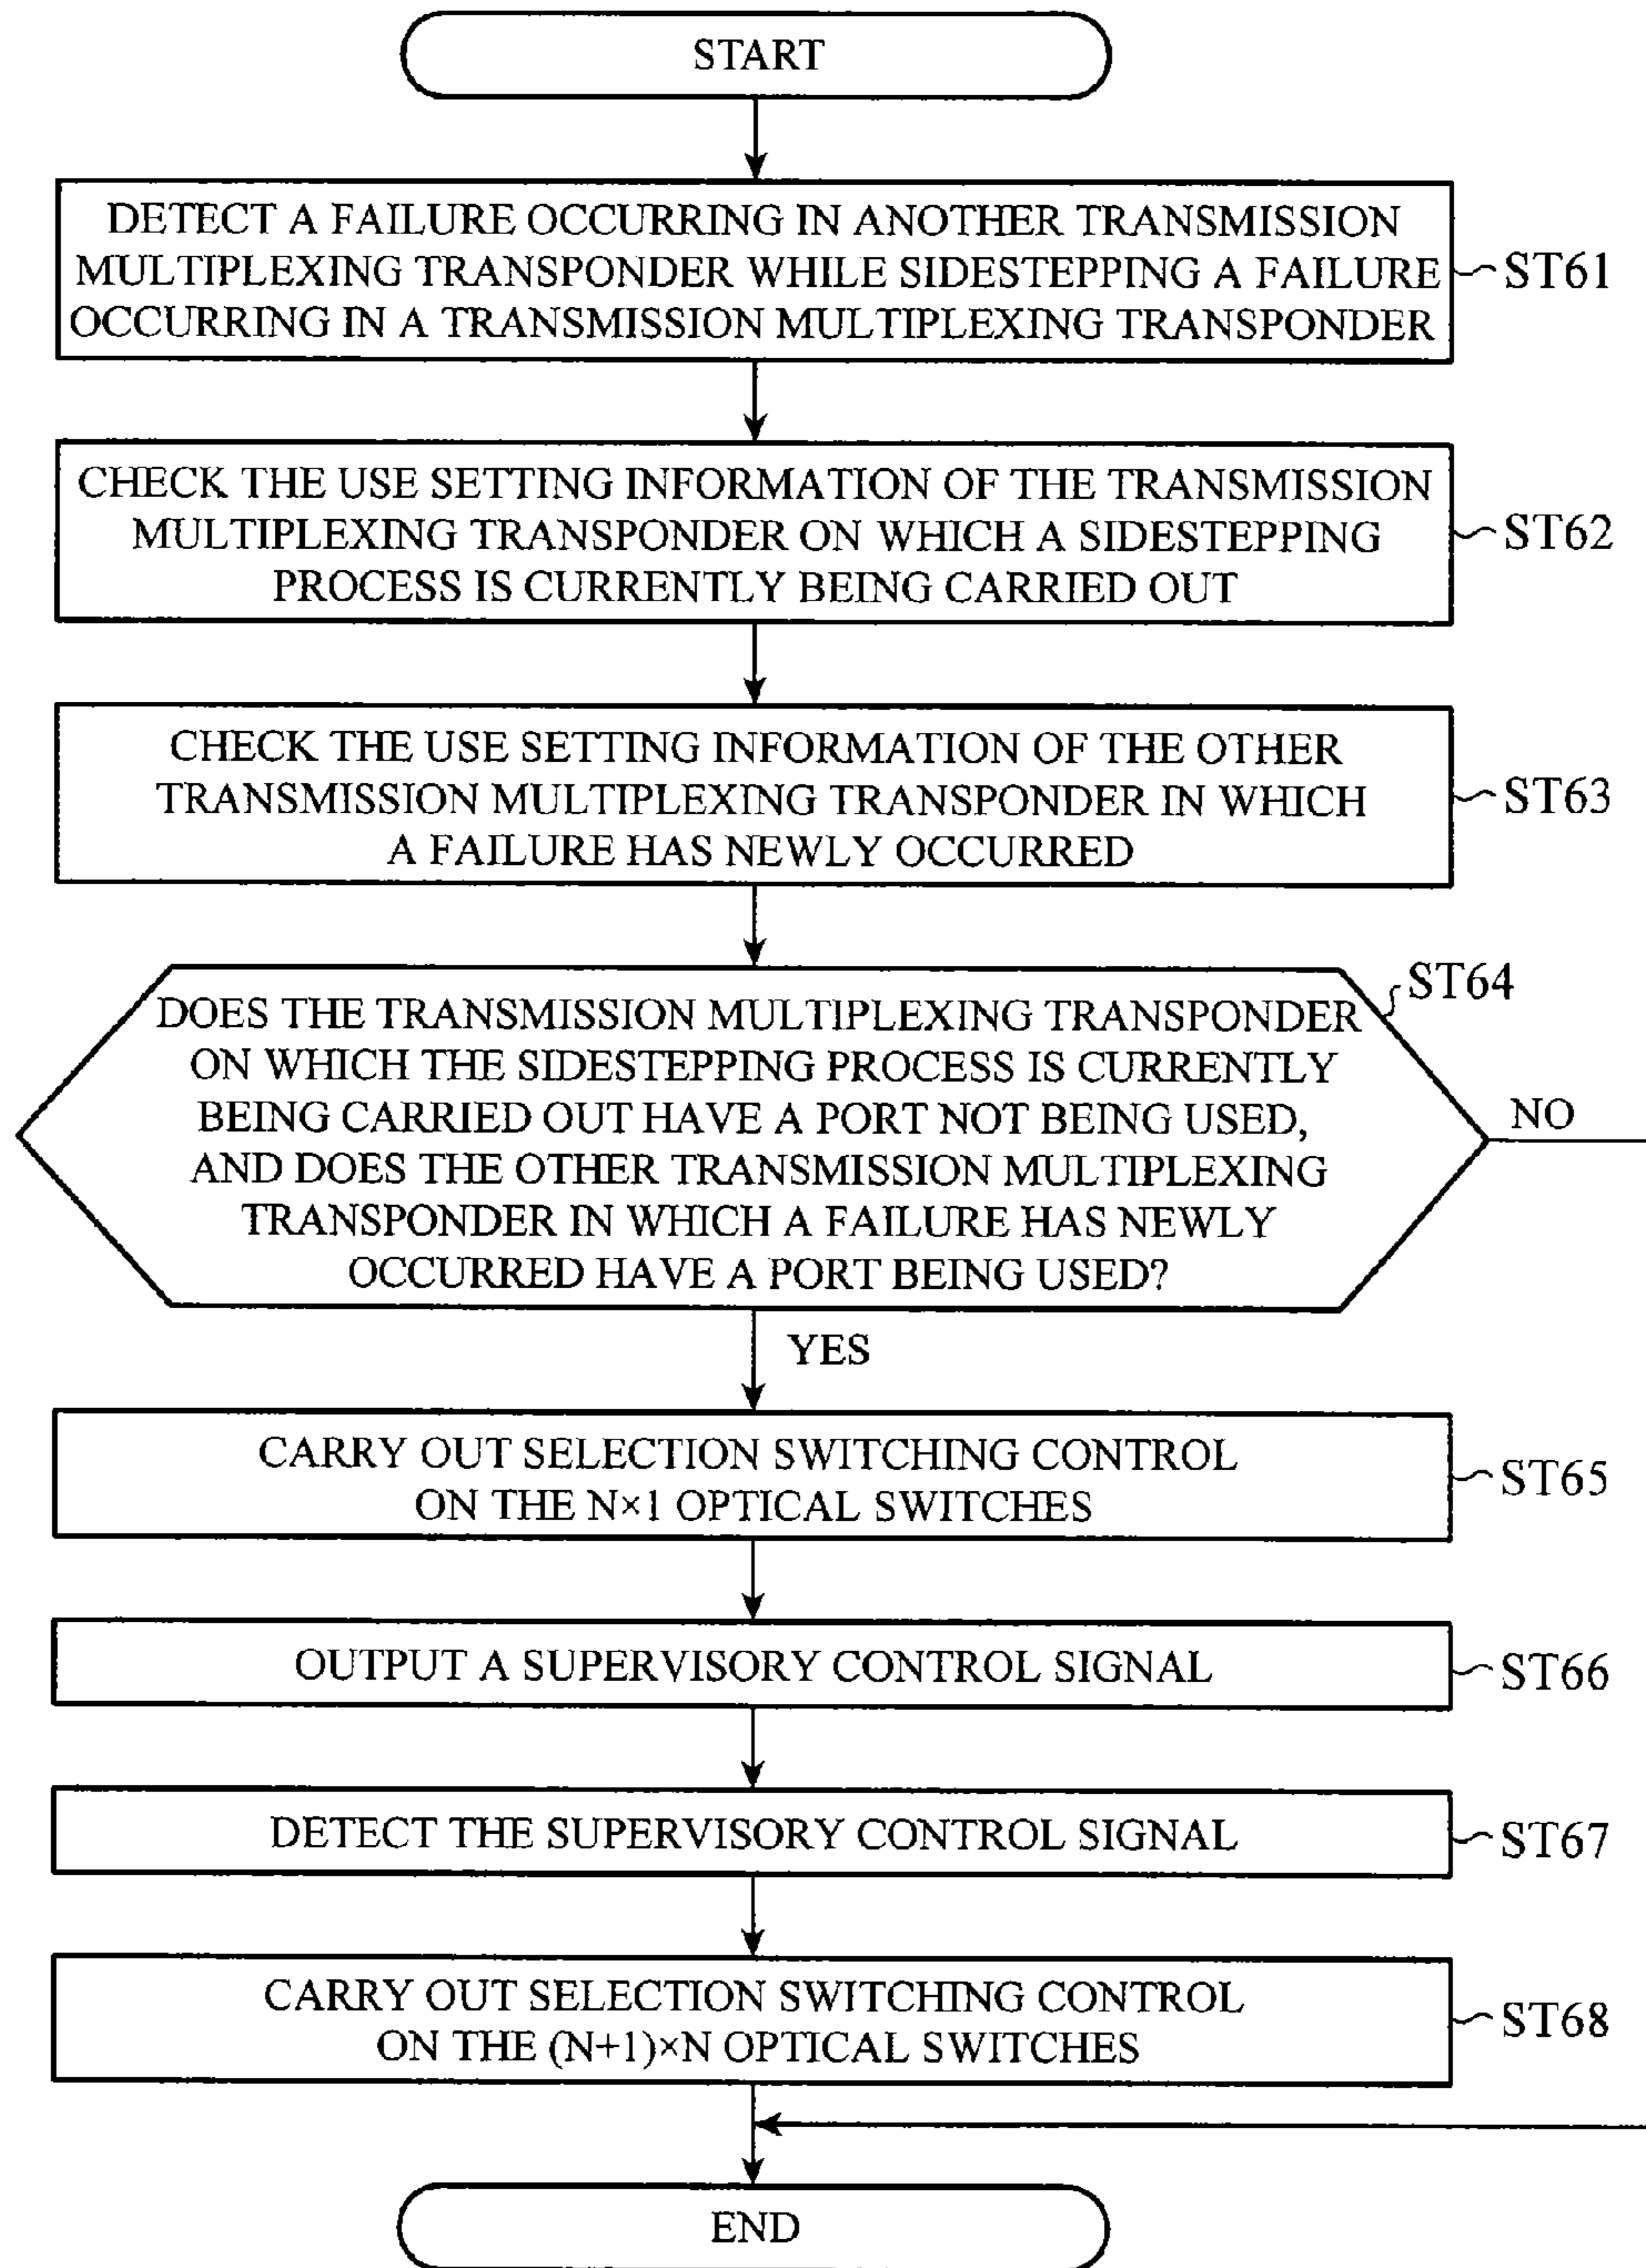 START
DETECT A FAILURE OCCURRING IN ANOTHER TRANSMISSION
MULTIPLEXING TRANSPONDER WHILE SIDESTEPPING A FAILURE
OCCURRING IN A TRANSMISSION MULTIPLEXING TRANSPONDER
ST61
CHECK THE USE SETTING INFORMATION OF THE TRANSMISSION
MULTIPLEXING TRANSPONDER ON WHICH A SIDESTEPPING
PROCESS IS CURRENTLY BEING CARRIED OUT
ST62
CHECK THE USE SETTING INFORMATION OF THE OTHER
TRANSMISSION MULTIPLEXING TRANSPONDER IN WHICH
A FAILURE HAS NEWLY OCCURRED
ST63
DOES THE TRANSMISSION MULTIPLEXING TRANSPONDER
ON WHICH THE SIDESTEPPING PROCESS IS CURRENTLY
BEING CARRIED OUT HAVE A PORT NOT BEING USED,
AND DOES THE OTHER TRANSMISSION MULTIPLEXING
TRANSPONDER IN WHICH A FAILURE HAS NEWLY
OCCURRED HAVE A PORT BEING USED?
ST64
NO
YES
CARRY OUT SELECTION SWITCHING CONTROL
ON THE N×1 OPTICAL SWITCHES
ST65
OUTPUT A SUPERVISORY CONTROL SIGNAL
ST66
DETECT THE SUPERVISORY CONTROL SIGNAL
ST67
CARRY OUT SELECTION SWITCHING CONTROL
ON THE (N+1)×N OPTICAL SWITCHES
ST68
END